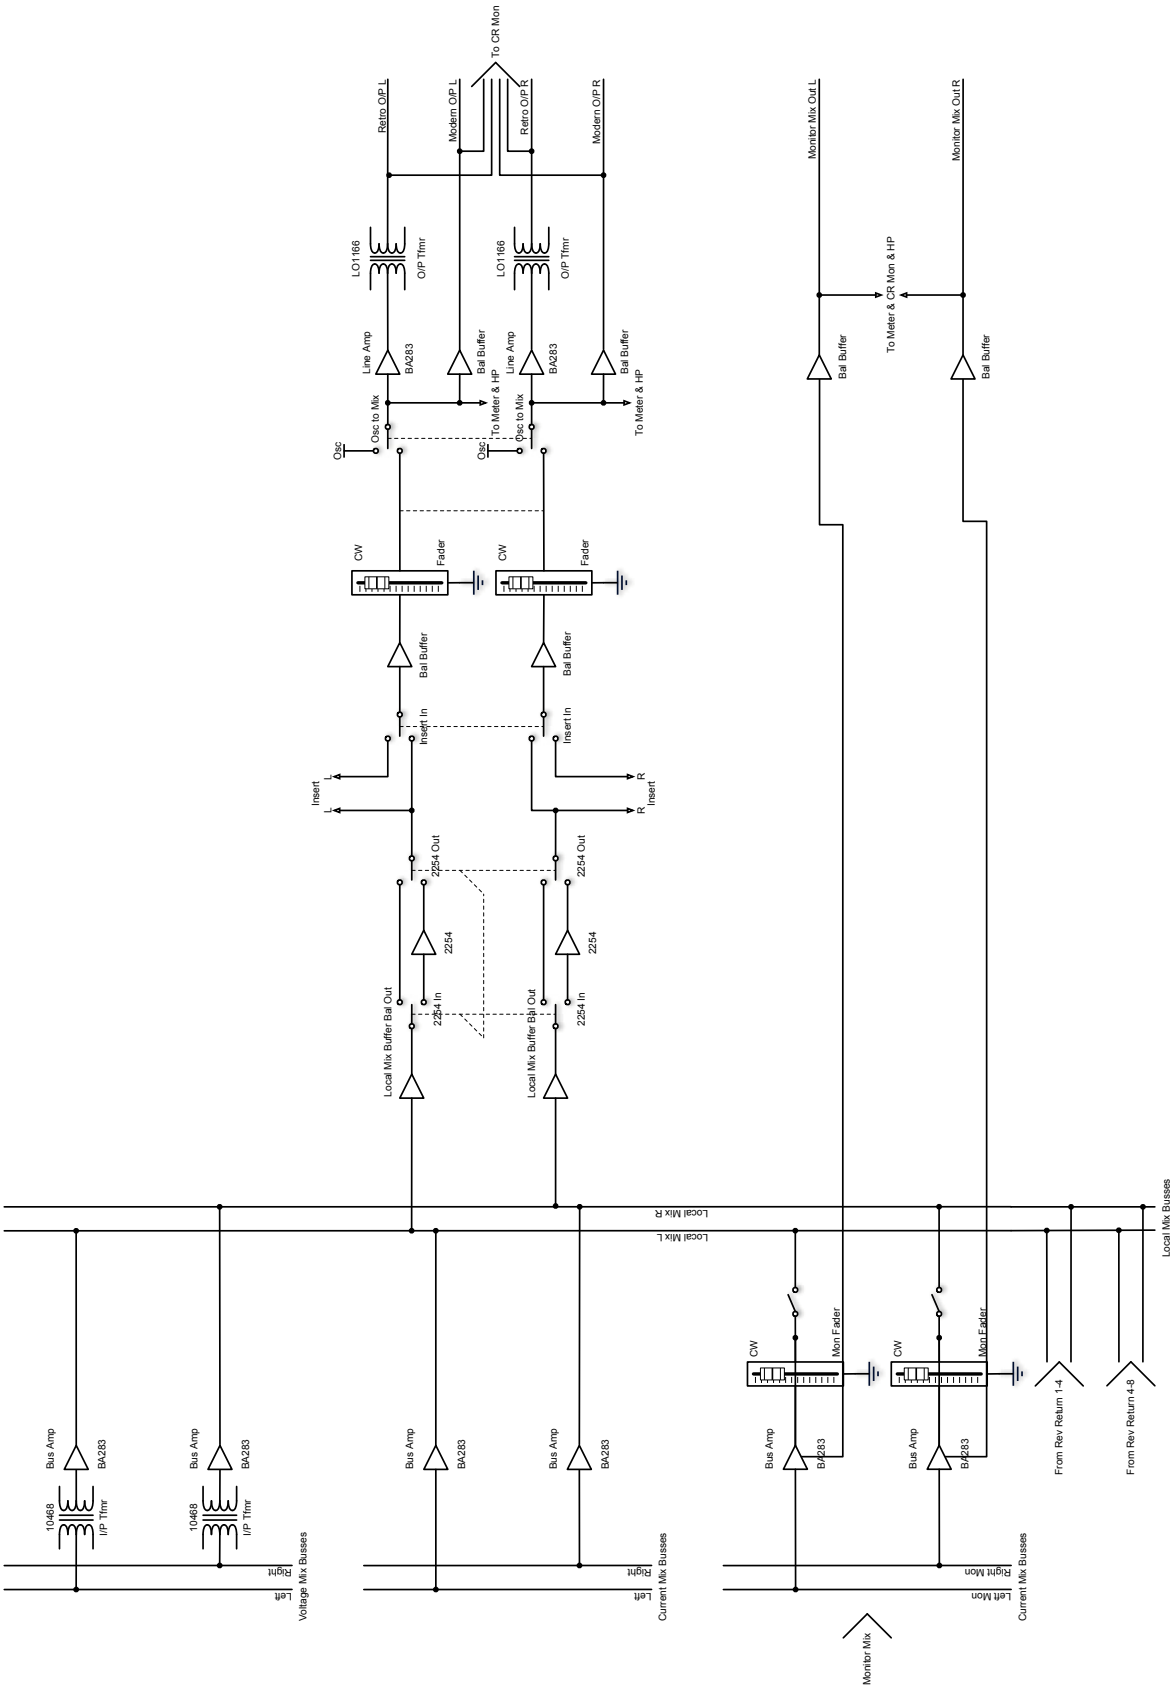 To CR Mon
Retro O/P L
Modern O/P L
Retro O/P R
Modern O/P R
Monitor Mix Out L
Monitor Mix Out R
LO1166
O/P Tfmr
LO1166
O/P Tfmr
To Meter & CR Mon & HP
Line Amp
BA283
Bal Buffer
Line Amp
BA283
Bal Buffer
Bal Buffer
Bal Buffer
To Meter & HP
To Meter & HP
Osc to Mix
Osc to Mix
Osc
Osc
CW
Fader
CW
Fader
Bal Buffer
Bal Buffer
Insert In
Insert In
Insert
L
L
R
R
Insert
2254 Out
2254 Out
2254
2254
2254 In
2254 In
Local Mix Buffer Bal Out
Local Mix Buffer Bal Out
Local Mix R
Local Mix L
Local Mix Busses
CW
Mon Fader
CW
Mon Fader
From Rev Return 1-4
From Rev Return 4-8
Bus Amp
BA283
Bus Amp
BA283
Bus Amp
BA283
Bus Amp
BA283
Bus Amp
BA283
Bus Amp
BA283
10468
I/P Tfmr
10468
I/P Tfmr
Right
Left
Voltage Mix Busses
Right
Left
Current Mix Busses
Right Mon
Left Mon
Current Mix Busses
Monitor Mix